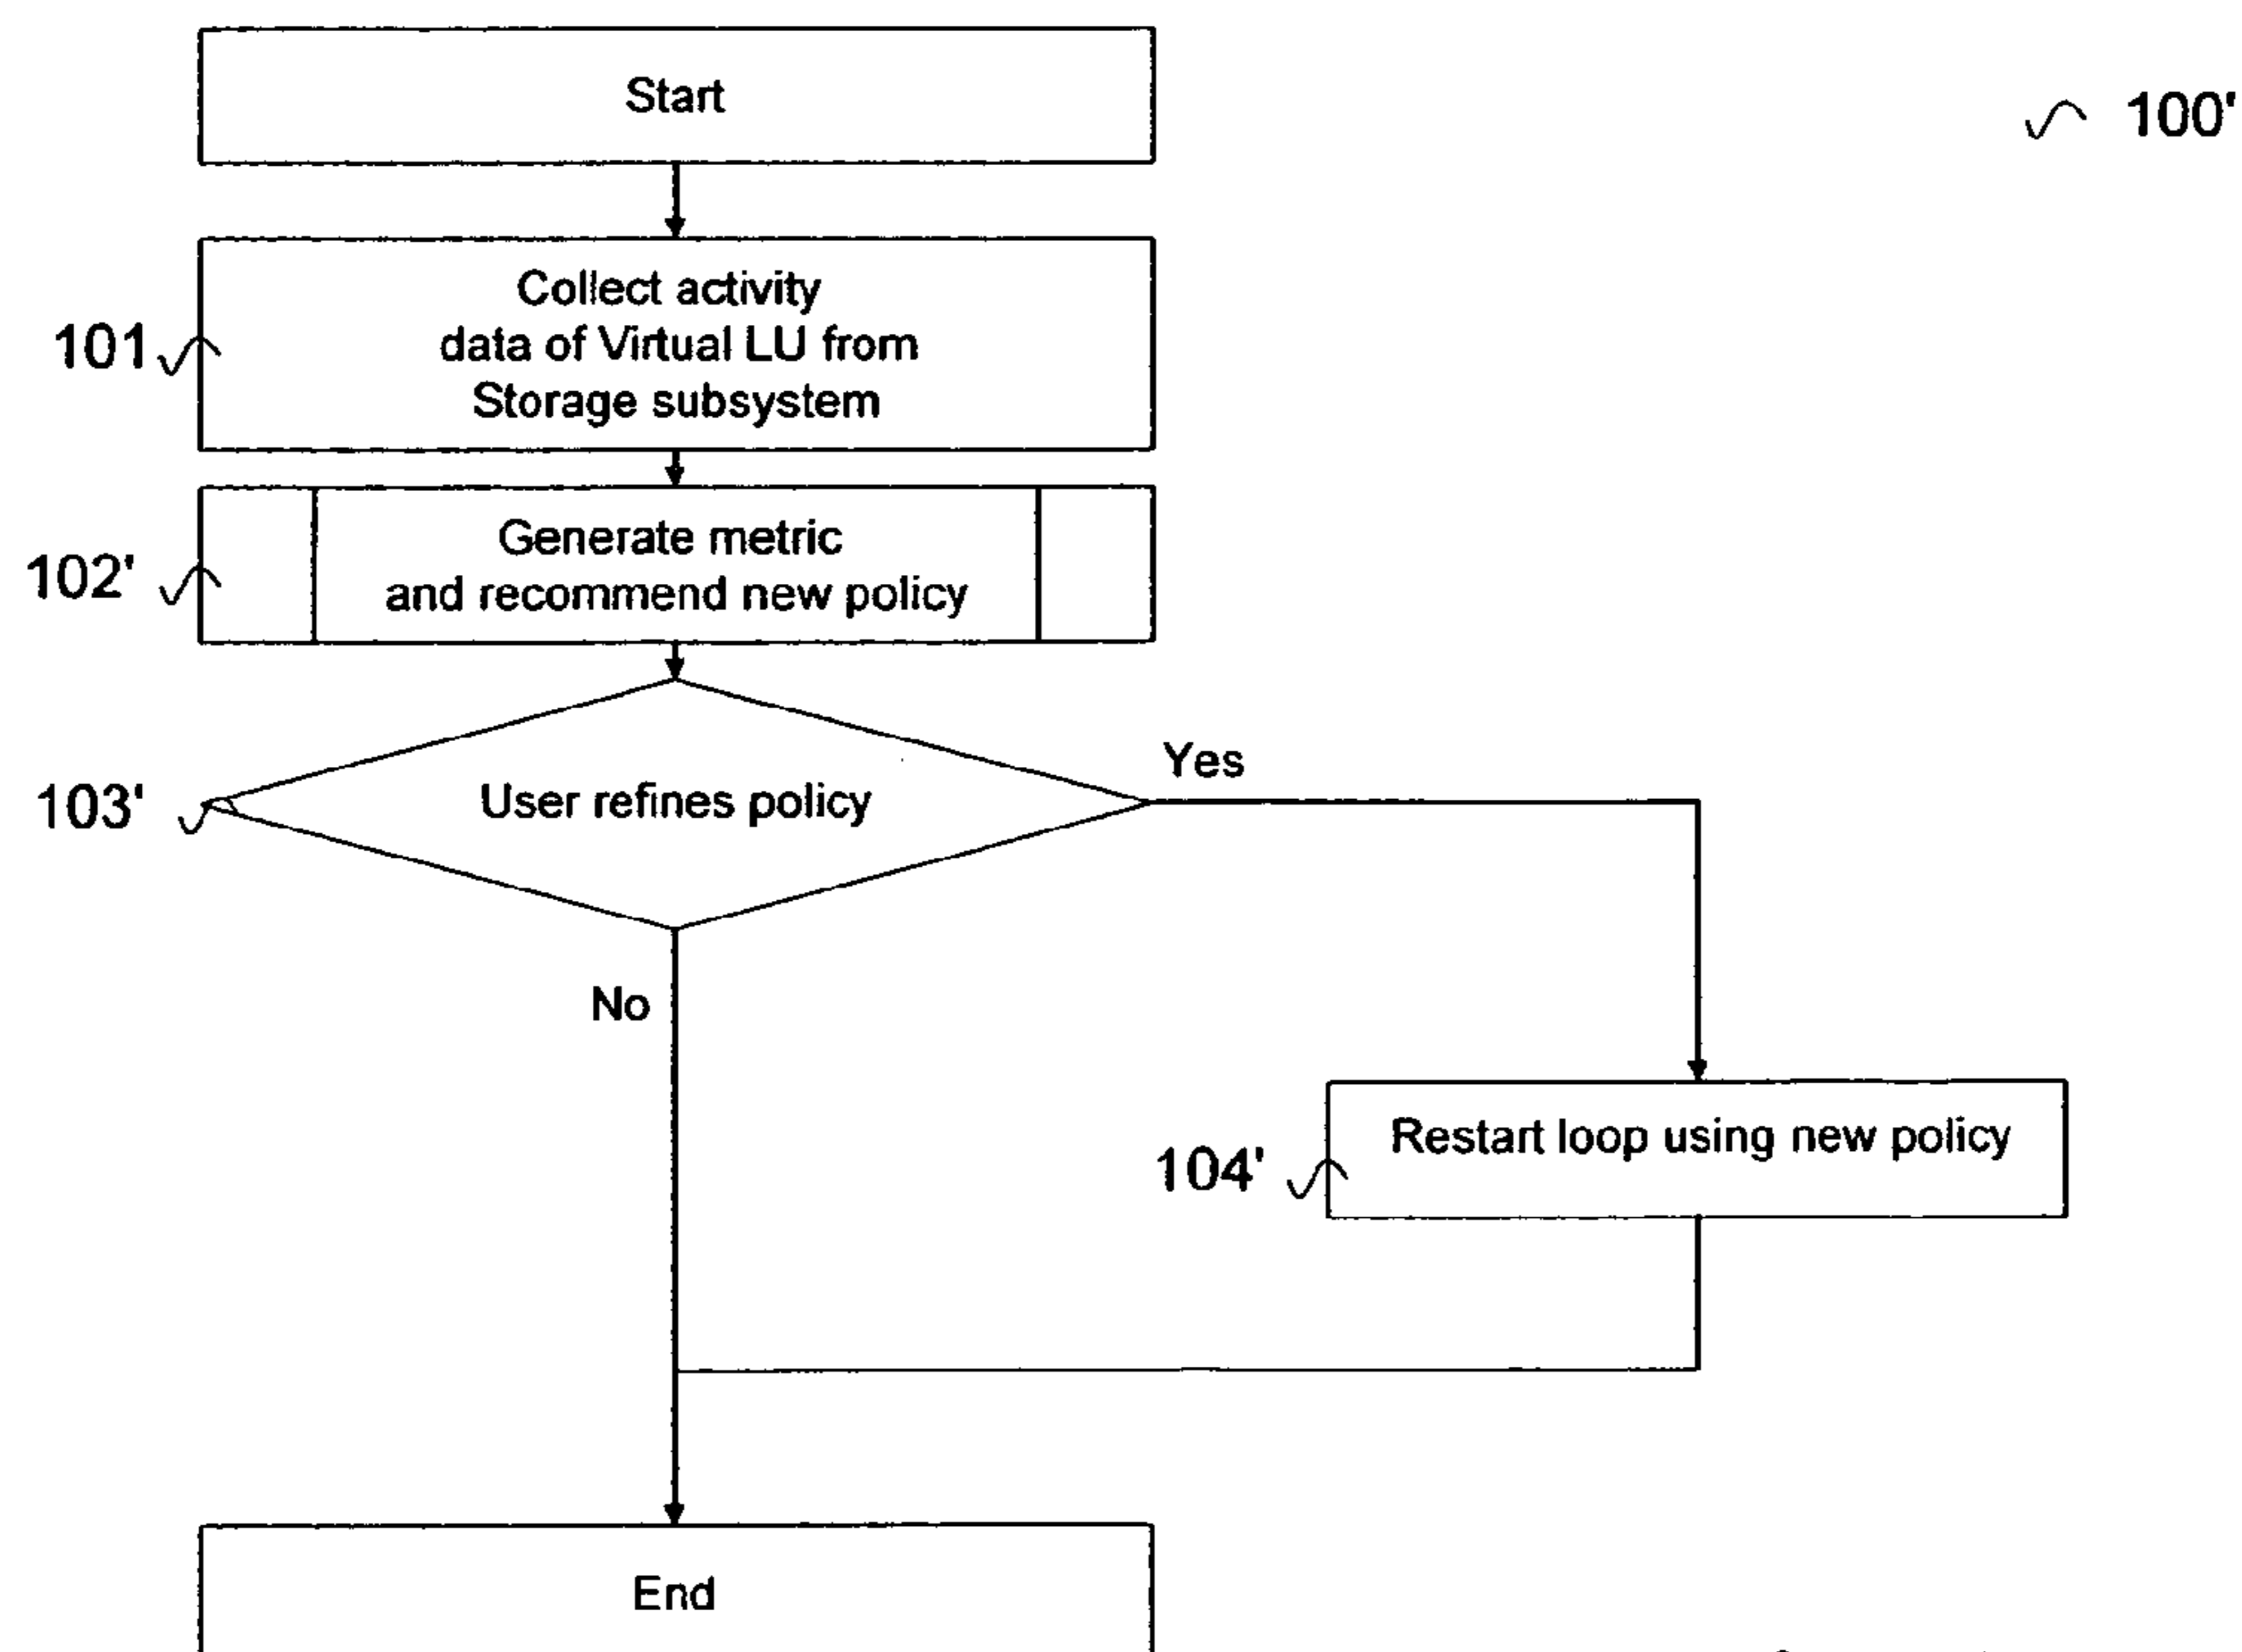 Start
100'
Collect activity
data of Virtual LU from
Storage subsystem
101
Generate metric
and recommend new policy
102'
User refines policy
103'
Yes
No
Restart loop using new policy
104'
End